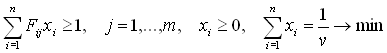 ∑_{i=1}^{n} F_{ij}x_i ≥ 1,   j = 1,...,m,   x_i ≥ 0,   ∑_{i=1}^{n} x_i = 1/v → min